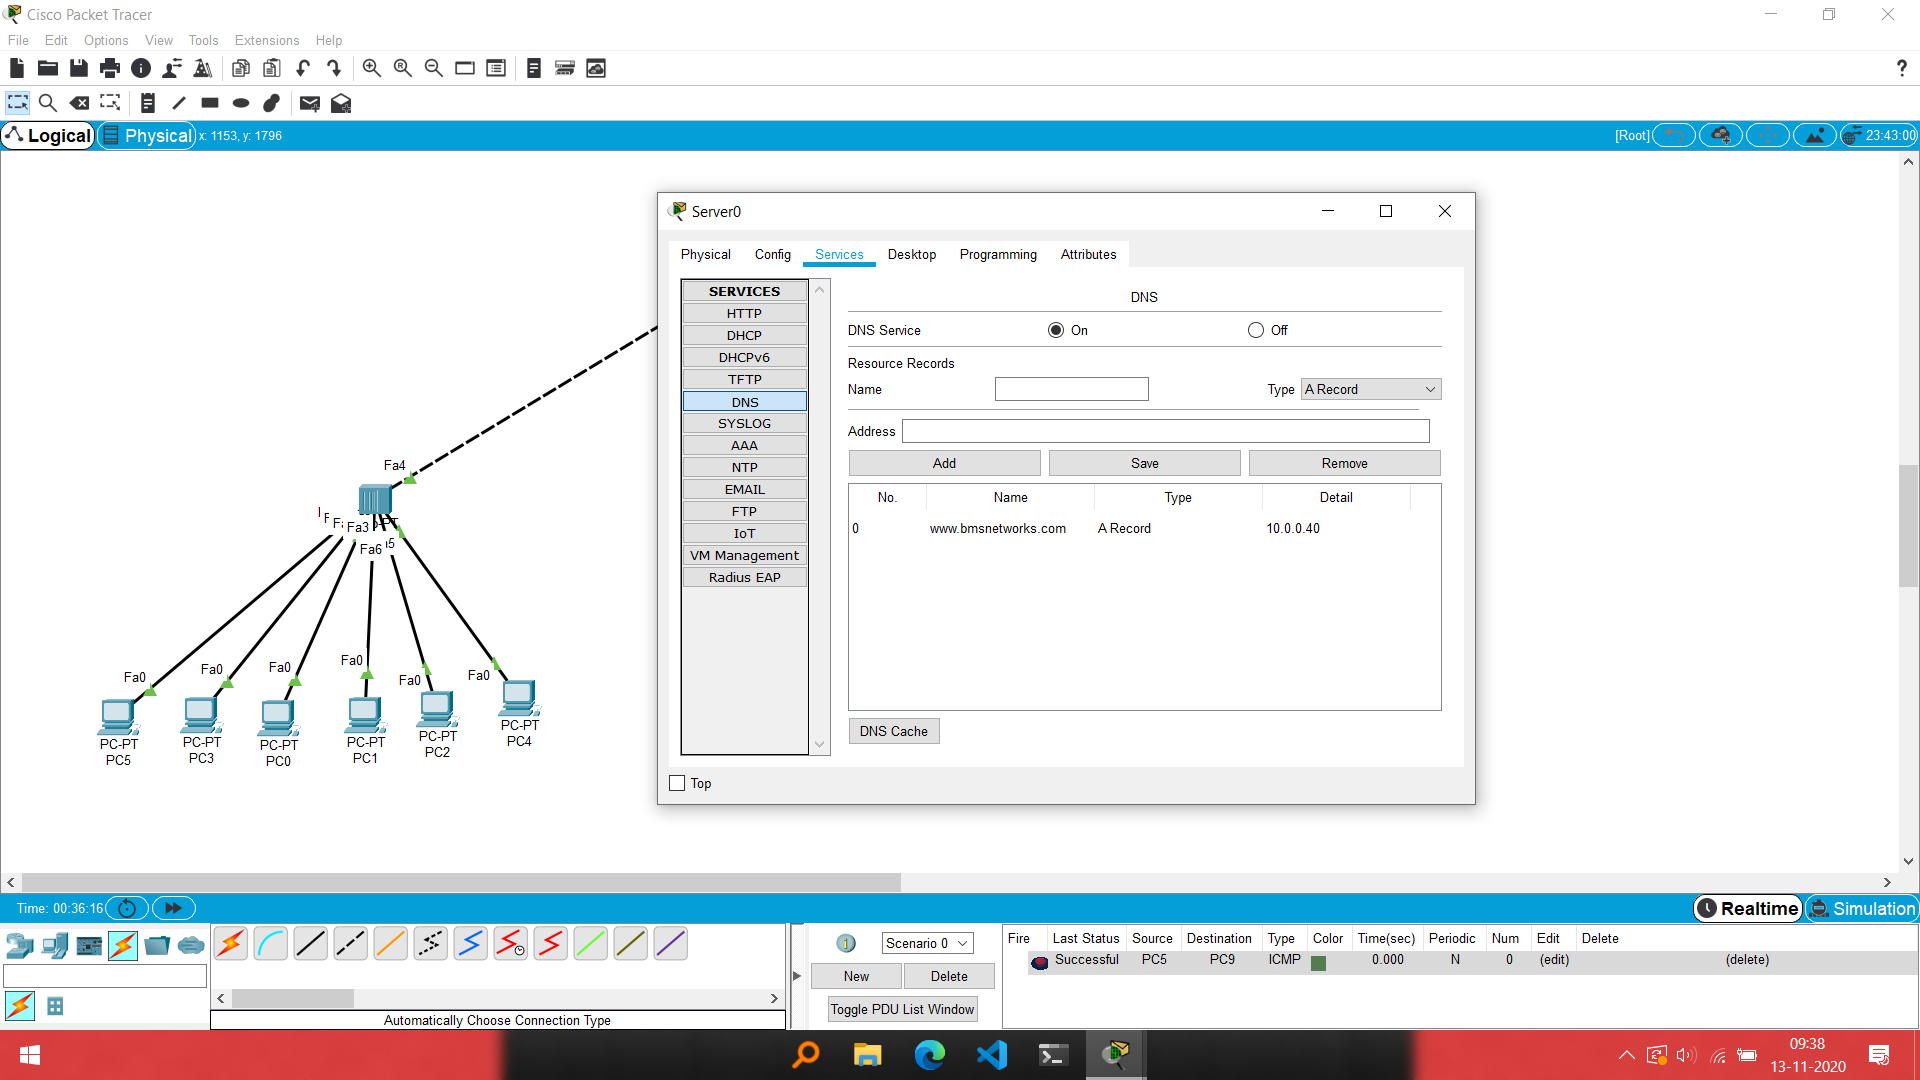 Cisco Packet Tracer
File Edit Options View Tools Extensions Help
?
Logical Physical x: 1153, y: 1796 [Root] 23:43:00
Server0
Physical Config Services Desktop Programming Attributes
SERVICES
HTTP
DHCP
DHCPv6
TFTP
DNS
SYSLOG
AAA
NTP
EMAIL
FTP
IoT
VM Management
Radius EAP
DNS
DNS Service On Off
Resource Records
Name Type A Record
Address
Add Save Remove
No. Name Type Detail
0 www.bmsnetworks.com A Record 10.0.0.40
DNS Cache
Top
Fa4
Fa3
Fa6
Fa0 Fa0 Fa0 Fa0 Fa0 Fa0
PC-PT
PC5
PC-PT
PC3
PC-PT
PC0
PC-PT
PC1
PC-PT
PC2
PC-PT
PC4
Time: 00:36:16 Realtime Simulation
Scenario 0
New Delete
Toggle PDU List Window
Automatically Choose Connection Type
Fire Last Status Source Destination Type Color Time(sec) Periodic Num Edit Delete
Successful PC5 PC9 ICMP 0.000 N 0 (edit) (delete)
09:38
13-11-2020